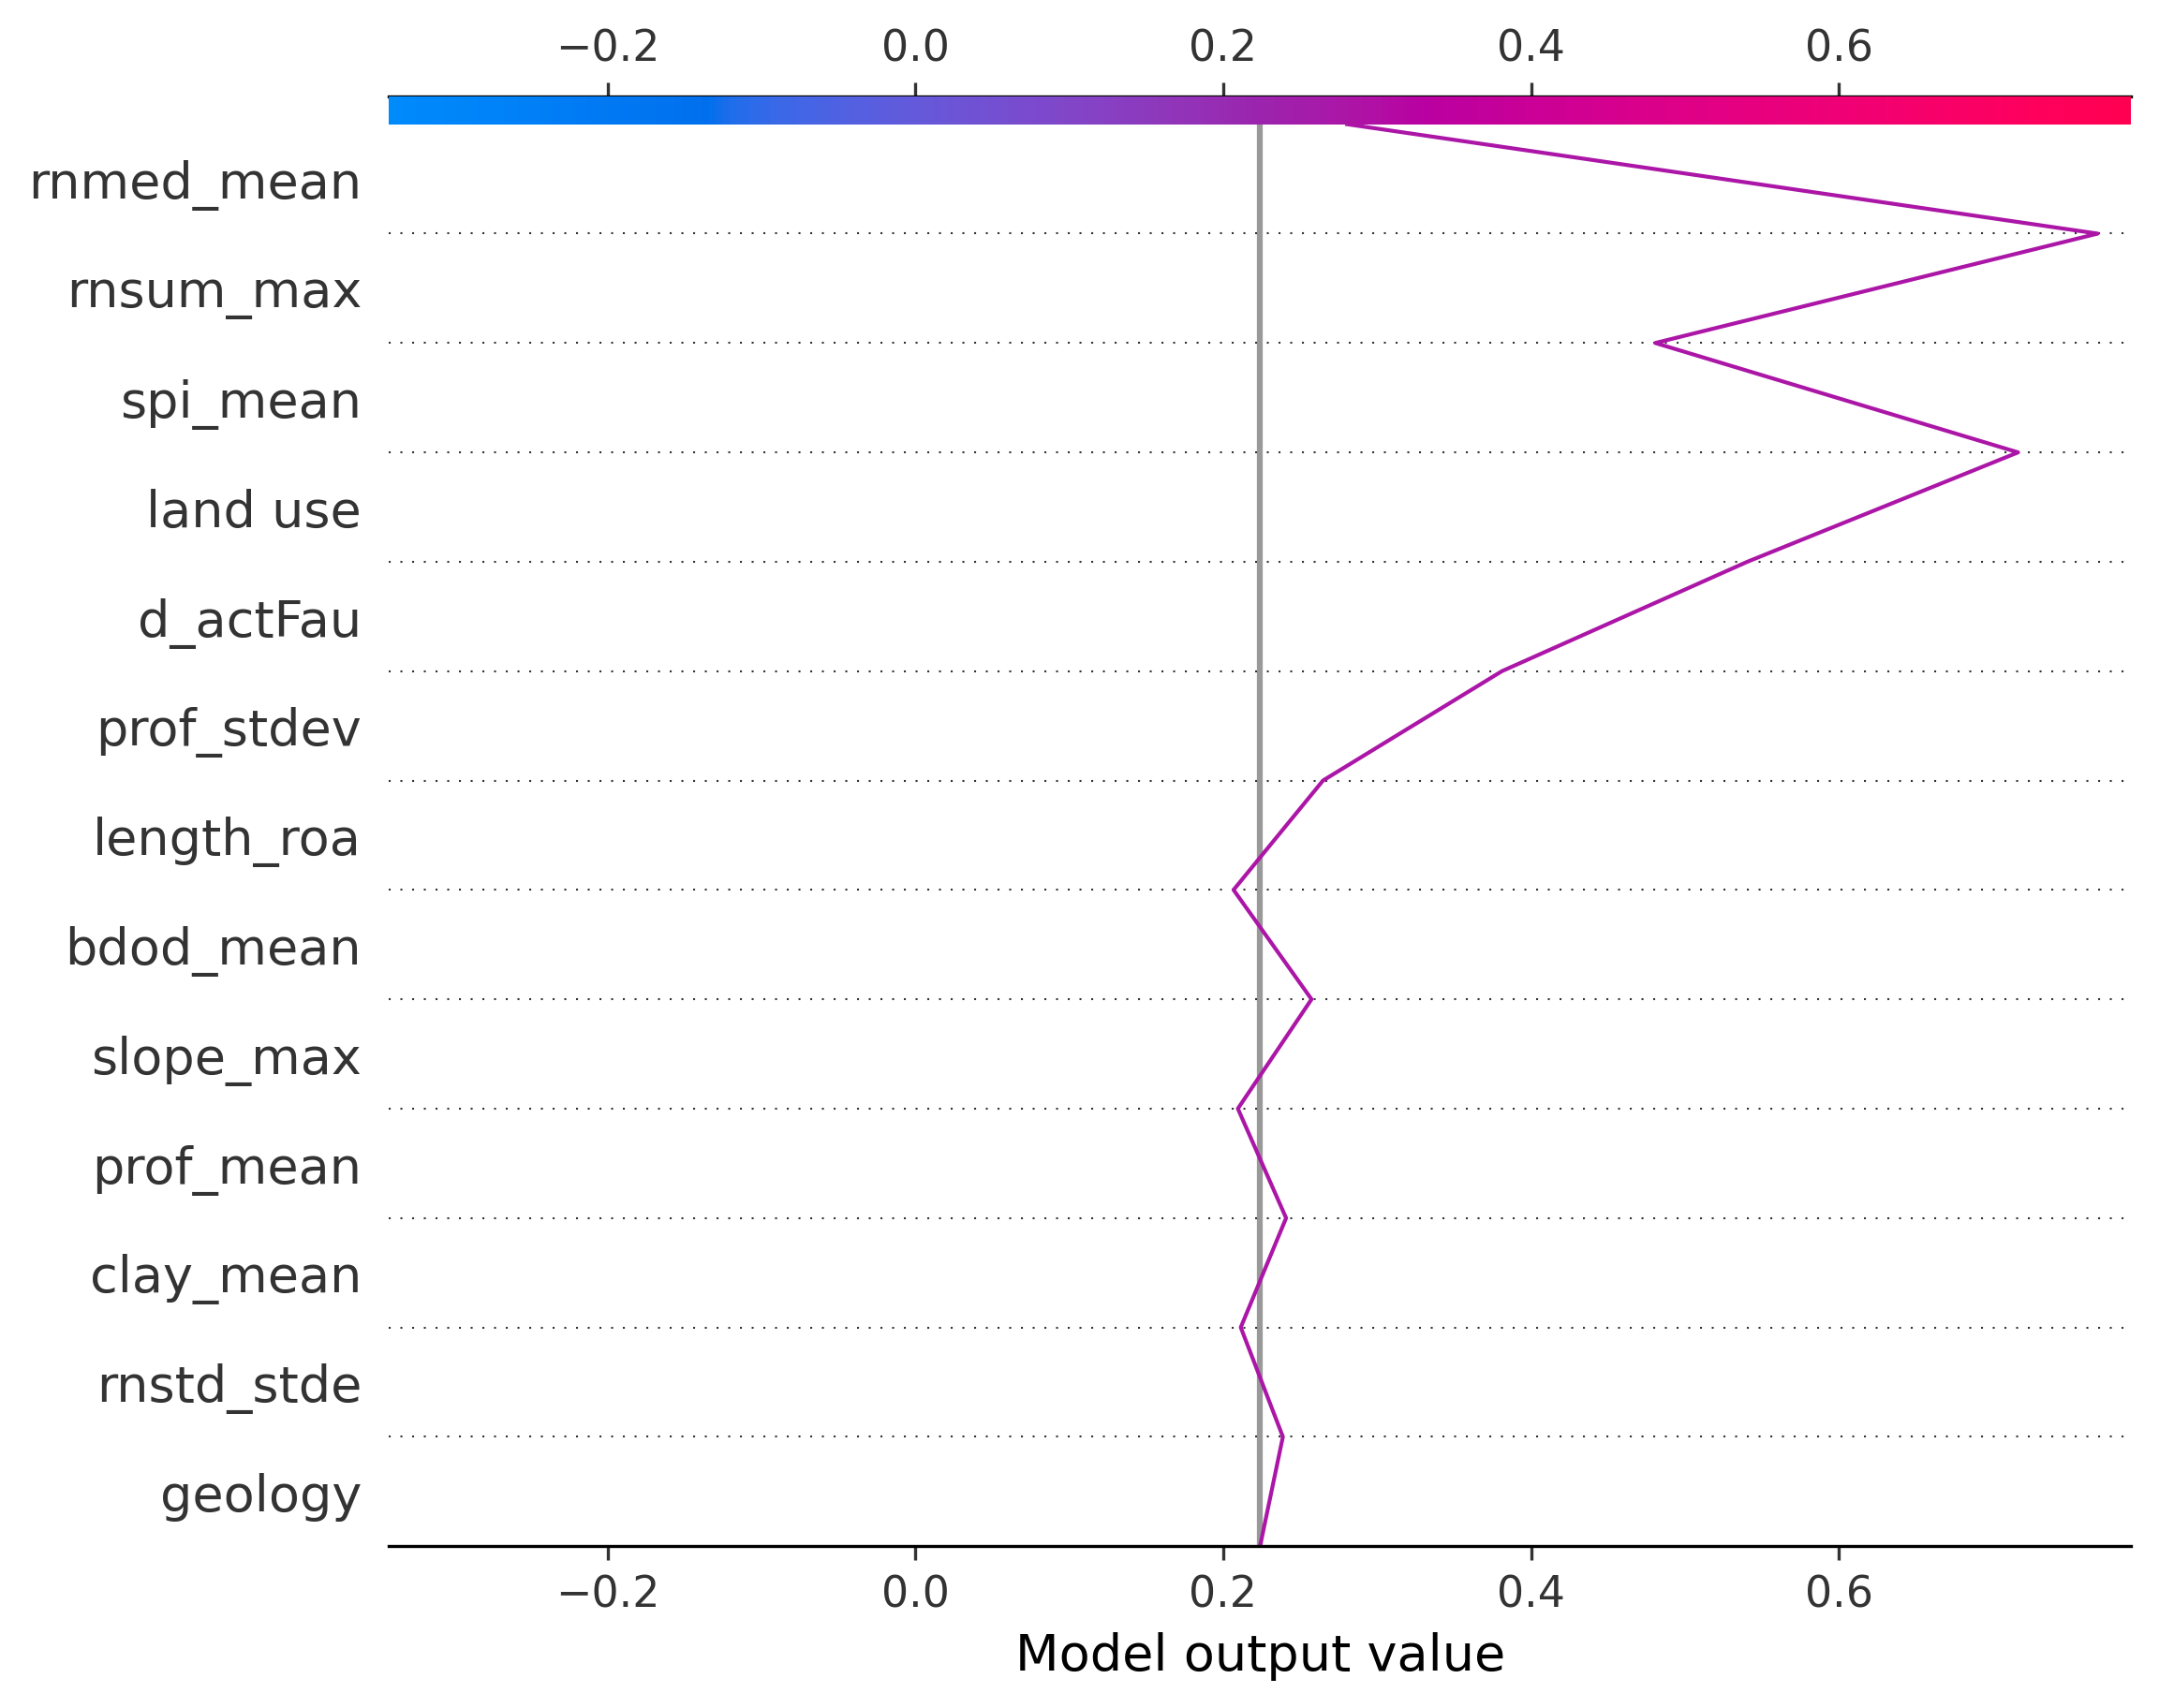 −0.2 0.0 0.2 0.4 0.6
rnmed_mean
rnsum_max
spi_mean
land use
d_actFau
prof_stdev
length_roa
bdod_mean
slope_max
prof_mean
clay_mean
rnstd_stde
geology
−0.2 0.0 0.2 0.4 0.6
Model output value